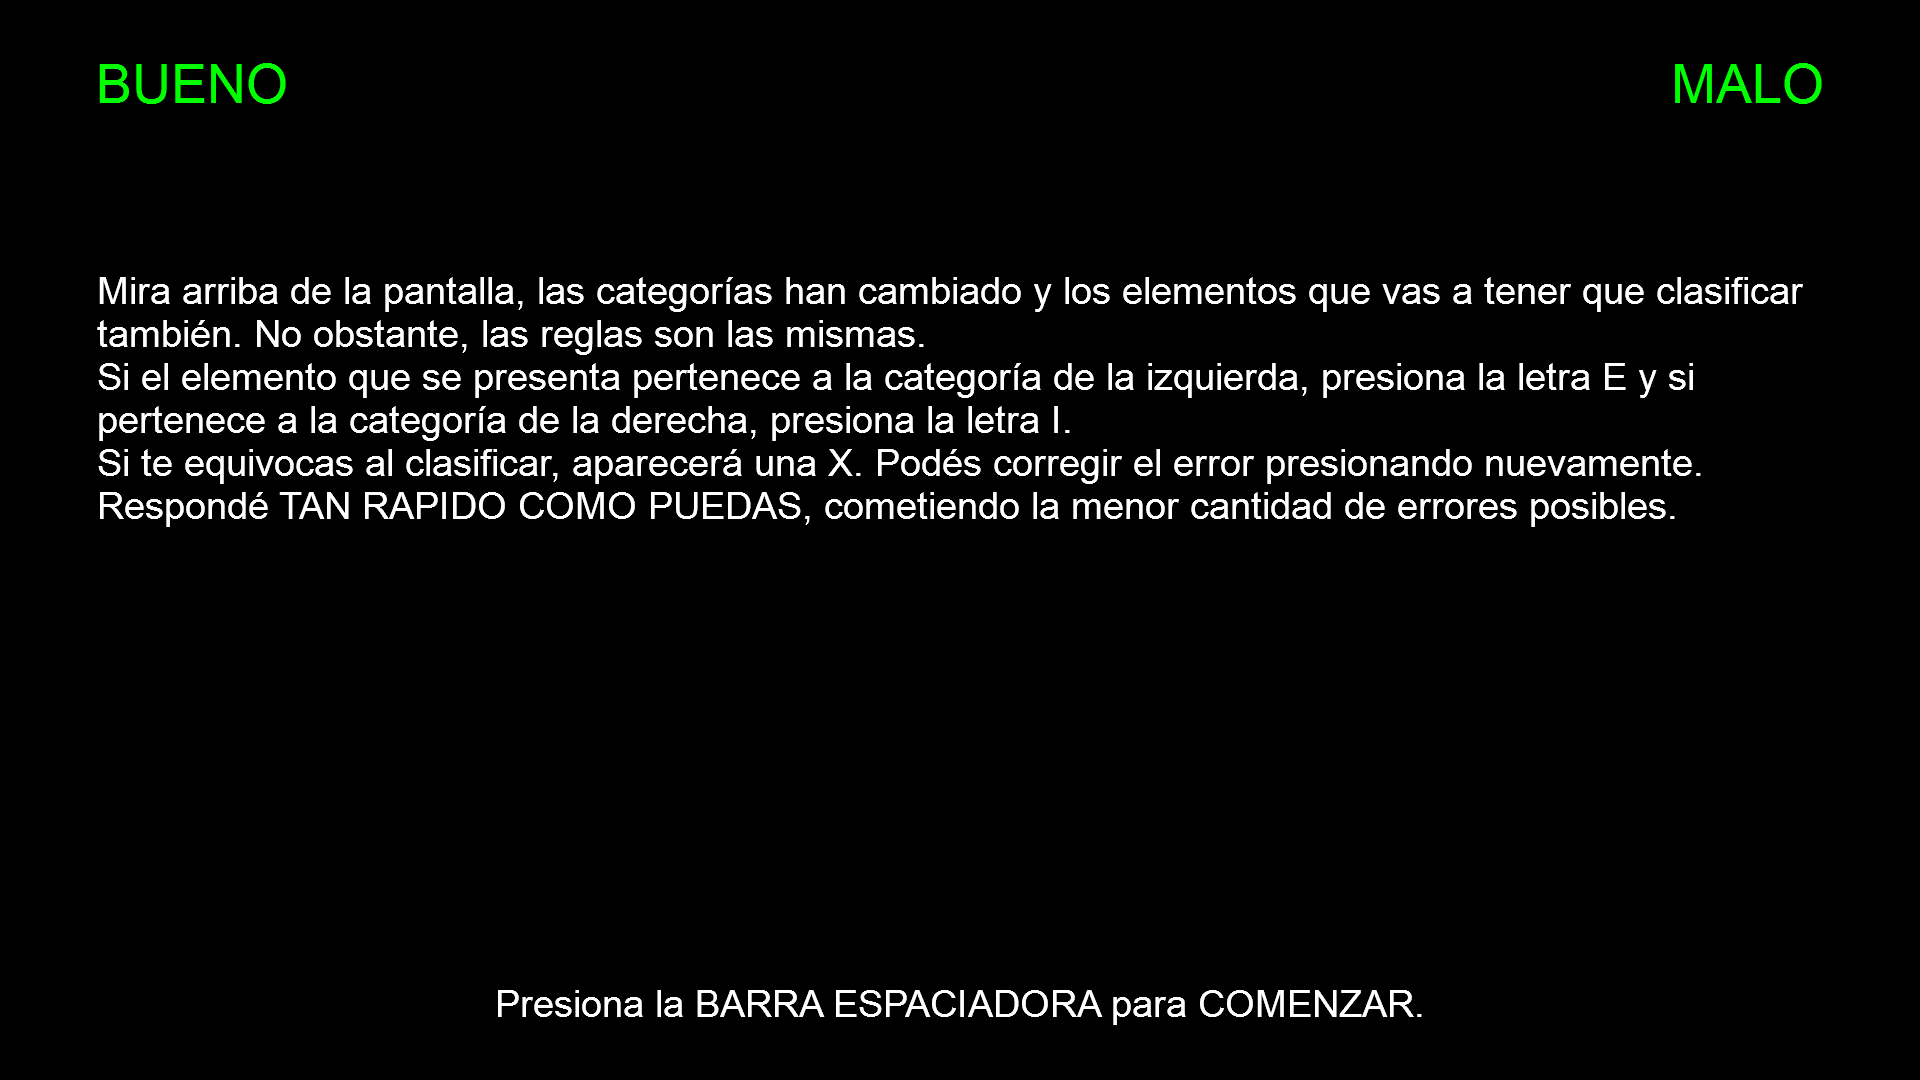 BUENO
MALO
Mira arriba de la pantalla, las categorías han cambiado y los elementos que vas a tener que clasificar
también. No obstante, las reglas son las mismas.
Si el elemento que se presenta pertenece a la categoría de la izquierda, presiona la letra E y si
pertenece a la categoría de la derecha, presiona la letra I.
Si te equivocas al clasificar, aparecerá una X. Podés corregir el error presionando nuevamente.
Respondé TAN RAPIDO COMO PUEDAS, cometiendo la menor cantidad de errores posibles.
Presiona la BARRA ESPACIADORA para COMENZAR.